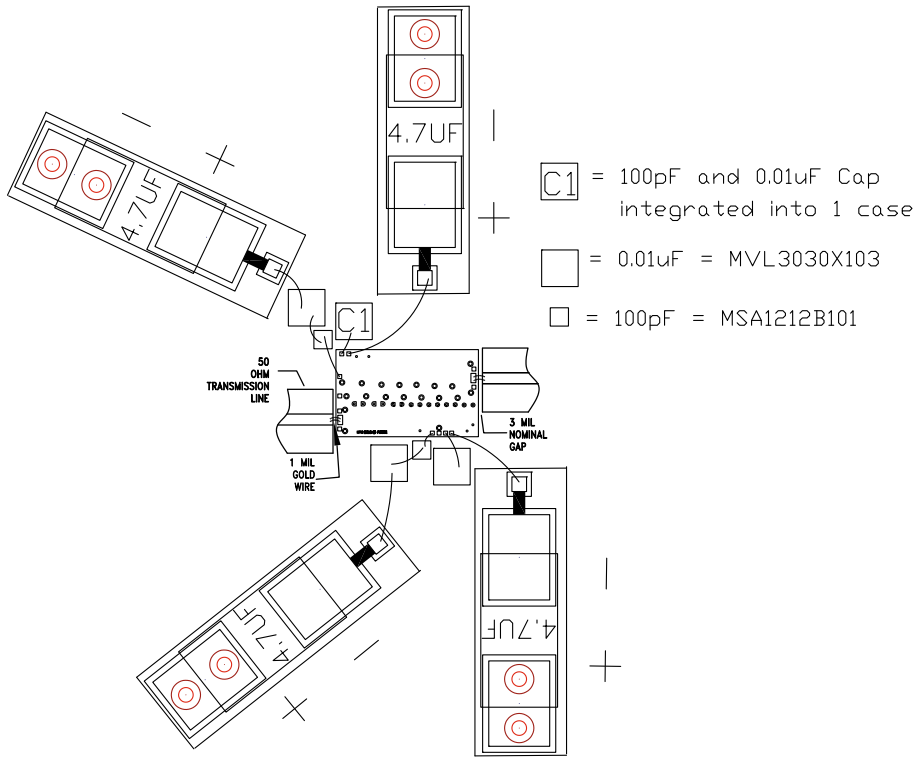 4.7UF
4.7UF
C1 = 100pF and 0.01uF Cap
integrated into 1 case
= 0.01uF = MVL3030X103
= 100pF = MSA1212B101
C1
50
OHM
TRANSMISSION
LINE
3 MIL
NOMINAL
GAP
1 MIL
GOLD
WIRE
4.7UF
4.7UF